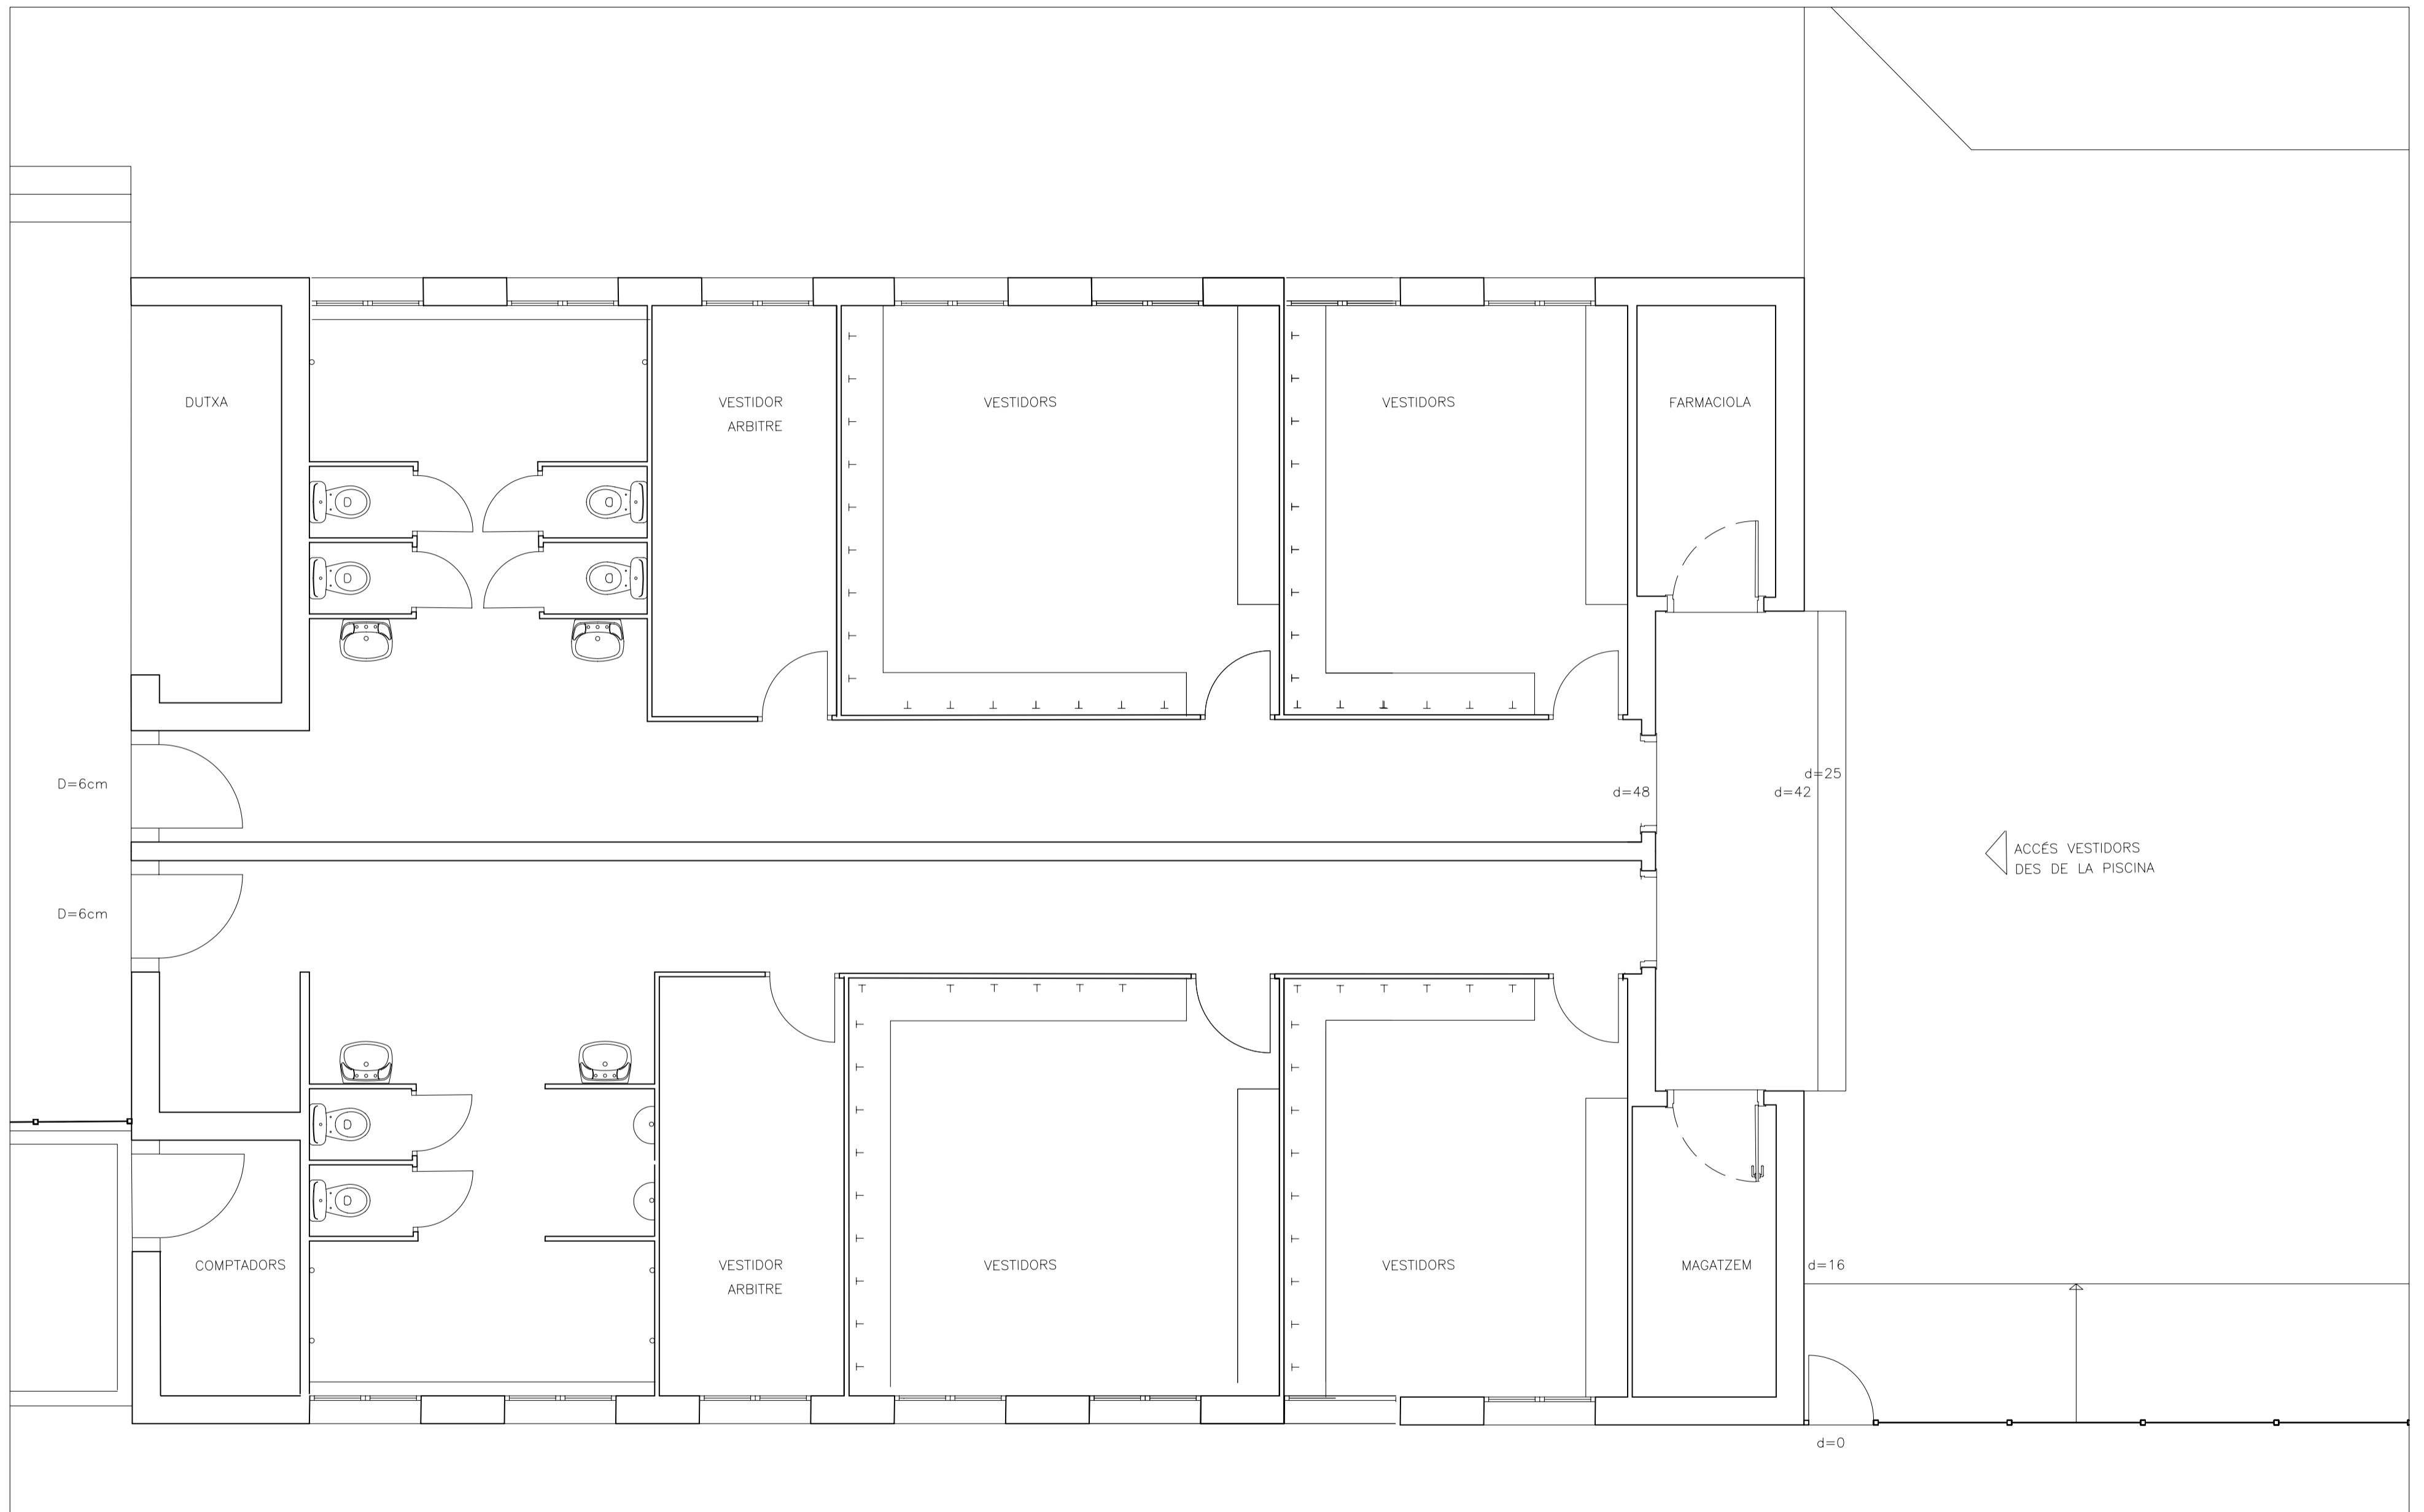 DUTXA
VESTIDOR
ARBITRE
VESTIDORS
VESTIDORS
FARMACIOLA
D=6cm
d=48
d=25
d=42
ACCÉS VESTIDORS
DES DE LA PISCINA
D=6cm
COMPTADORS
VESTIDOR
ARBITRE
VESTIDORS
VESTIDORS
MAGATZEM
d=16
d=0